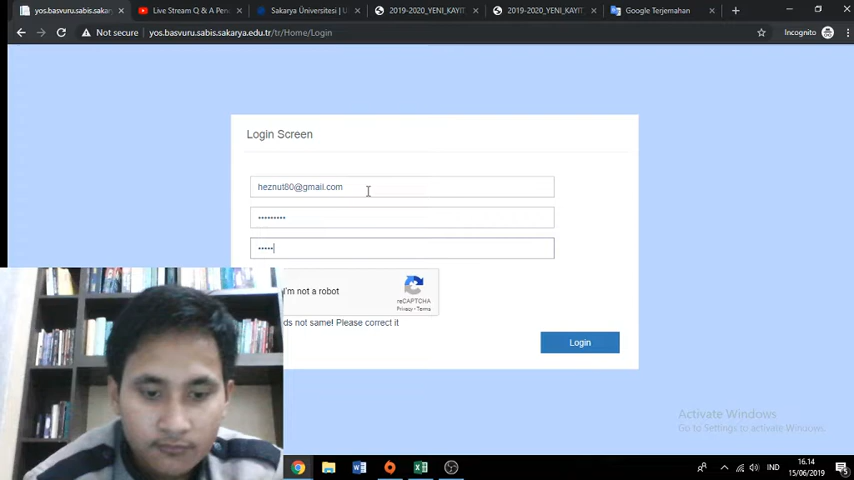 yos.basvuru.sabis.sakary
Live Stream Q & A Pen
Sakarya Üniversitesi | U
2019-2020_YENI_KAYIT
2019-2020_YENI_KAYIT
Google Terjemahan
Not secure
yos.basvuru.sabis.sakarya.edu.tr/tr/Home/Login
Incognito
Login Screen
heznut80@gmail.com
I'm not a robot
reCAPTCHA
Privacy - Terms
ds not same! Please correct it
Login
Activate Windows
Go to Settings to activate Windows.
IND
16.14
15/06/2019